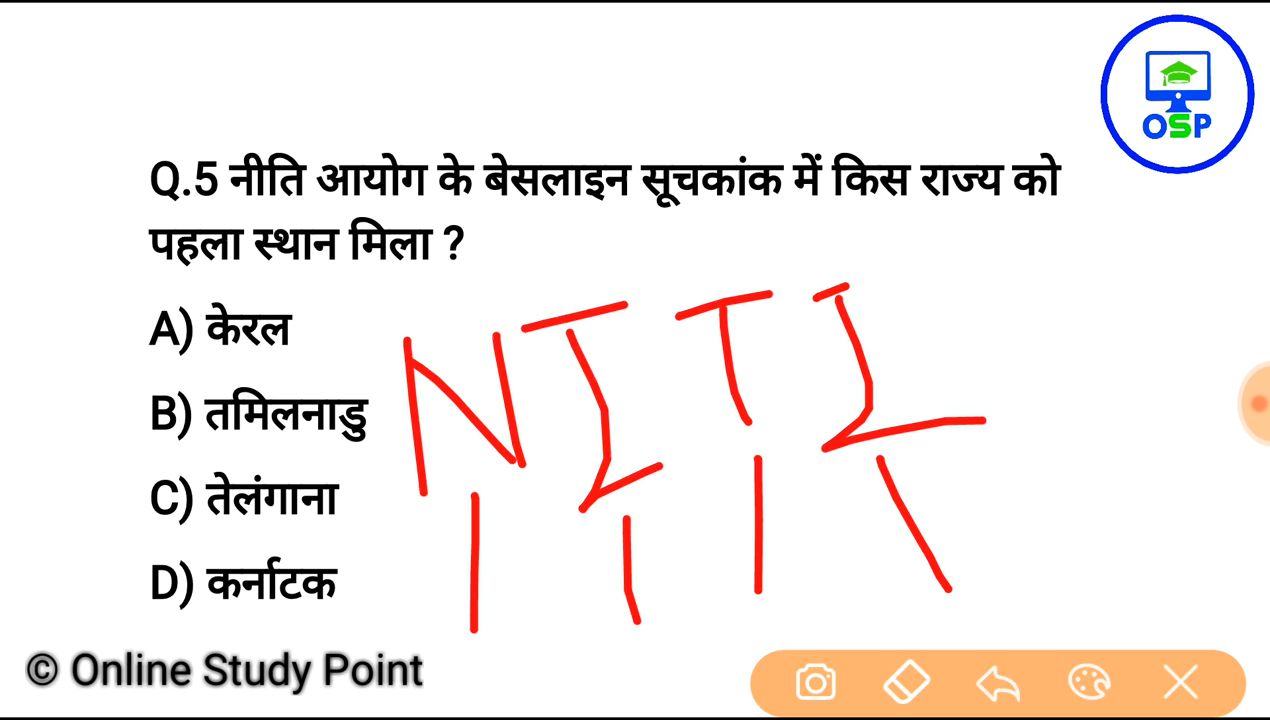 OSP
Q.5 नीति आयोग के बेसलाइन सूचकांक में किस राज्य को
पहला स्थान मिला ?
A) केरल
B) तमिलनाडु
C) तेलंगाना
D) कर्नाटक
NITI
© Online Study Point